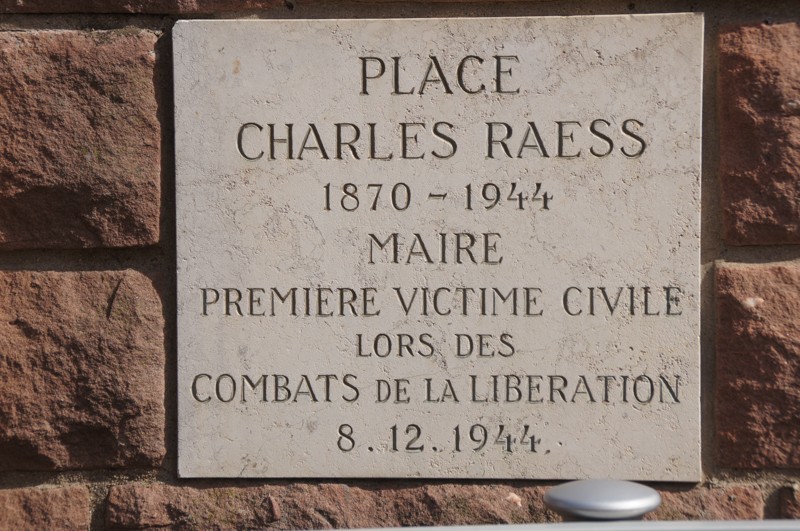 PLACE
CHARLES RAESS
1870 - 1944
MAIRE
PREMIERE VICTIME CIVILE
LORS DES
COMBATS DE LA LIBERATION
8.12.1944.